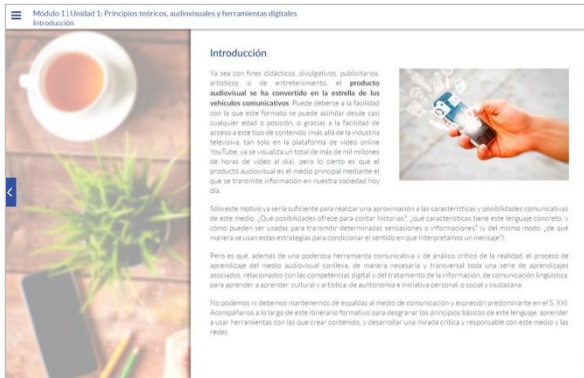 Módulo 1 | Unidad 1: Principios teóricos, audiovisuales y herramientas digitales
Introducción
Introducción
Ya sea con fines didácticos, divulgativos, publicitarios,
artísticos o de entretenimiento, el producto
audiovisual se ha convertido en la estrella de los
vehículos comunicativos. Puede deberse a la facilidad
con la que este formato se puede asimilar desde casi
cualquier edad o posición, o gracias a la facilidad de
acceso a este tipo de contenido (más allá de la industria
televisiva, tan solo en la plataforma de vídeo online
YouTube, ya se visualiza un total de más de mil millones
de horas de vídeo al día), pero lo cierto es que el
producto audiovisual es el medio principal mediante el
que se transmite información en nuestra sociedad hoy
día.
Sólo este motivo ya sería suficiente para realizar una aproximación a las características y posibilidades comunicativas
de este medio. ¿Qué posibilidades ofrece para contar historias?, ¿qué características tiene este lenguaje concreto, y
cómo pueden ser usadas para transmitir determinadas sensaciones o informaciones? (y del mismo modo, ¿de qué
manera se usan estas estrategias para condicionar el sentido en que interpretamos un mensaje?).
Pero es que, además de una poderosa herramienta comunicativa y de análisis crítico de la realidad, el proceso de
aprendizaje del medio audiovisual conlleva, de manera necesaria y transversal toda una serie de aprendizajes
asociados, relacionados con las competencias digital y del tratamiento de la información, de comunicación lingüística,
para aprender a aprender, cultural y artística, de auntonomía e iniciativa personal o social y ciudadana.
No podemos ni debemos mantenernos de espaldas al medio de comunicación y expresión predominante en el S. XXI.
Acompáñanos a lo largo de este itinerario formativo para desgranar los principios básicos de este lenguaje, aprender
a usar herramientas con las que crear contenido, y desarrollar una mirada crítica y responsable con este medio y las
redes.